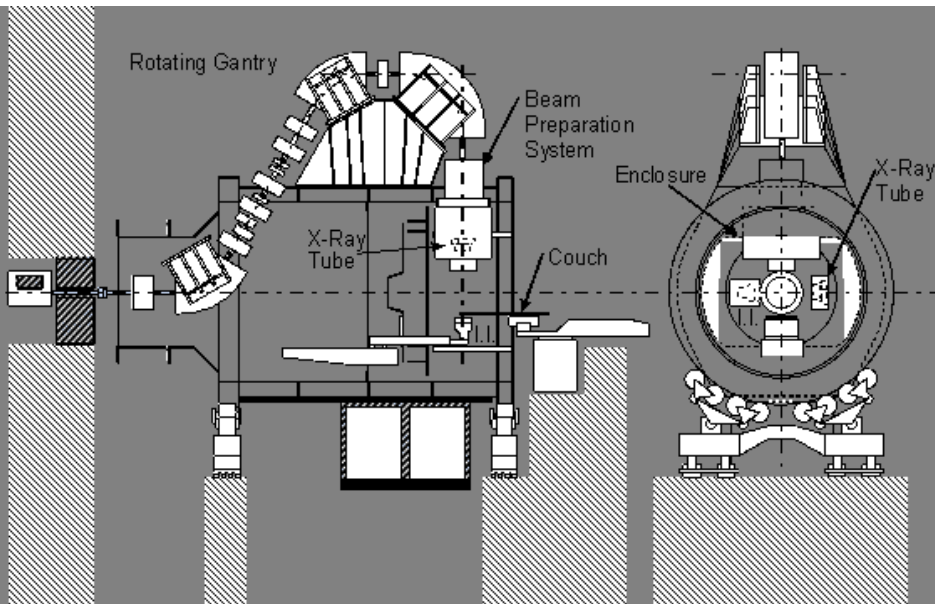 Rotating Gantry
Beam
Preparation
System
Enclosure
X-Ray
Tube
X-Ray
Tube
Couch
I.I.
I.I.